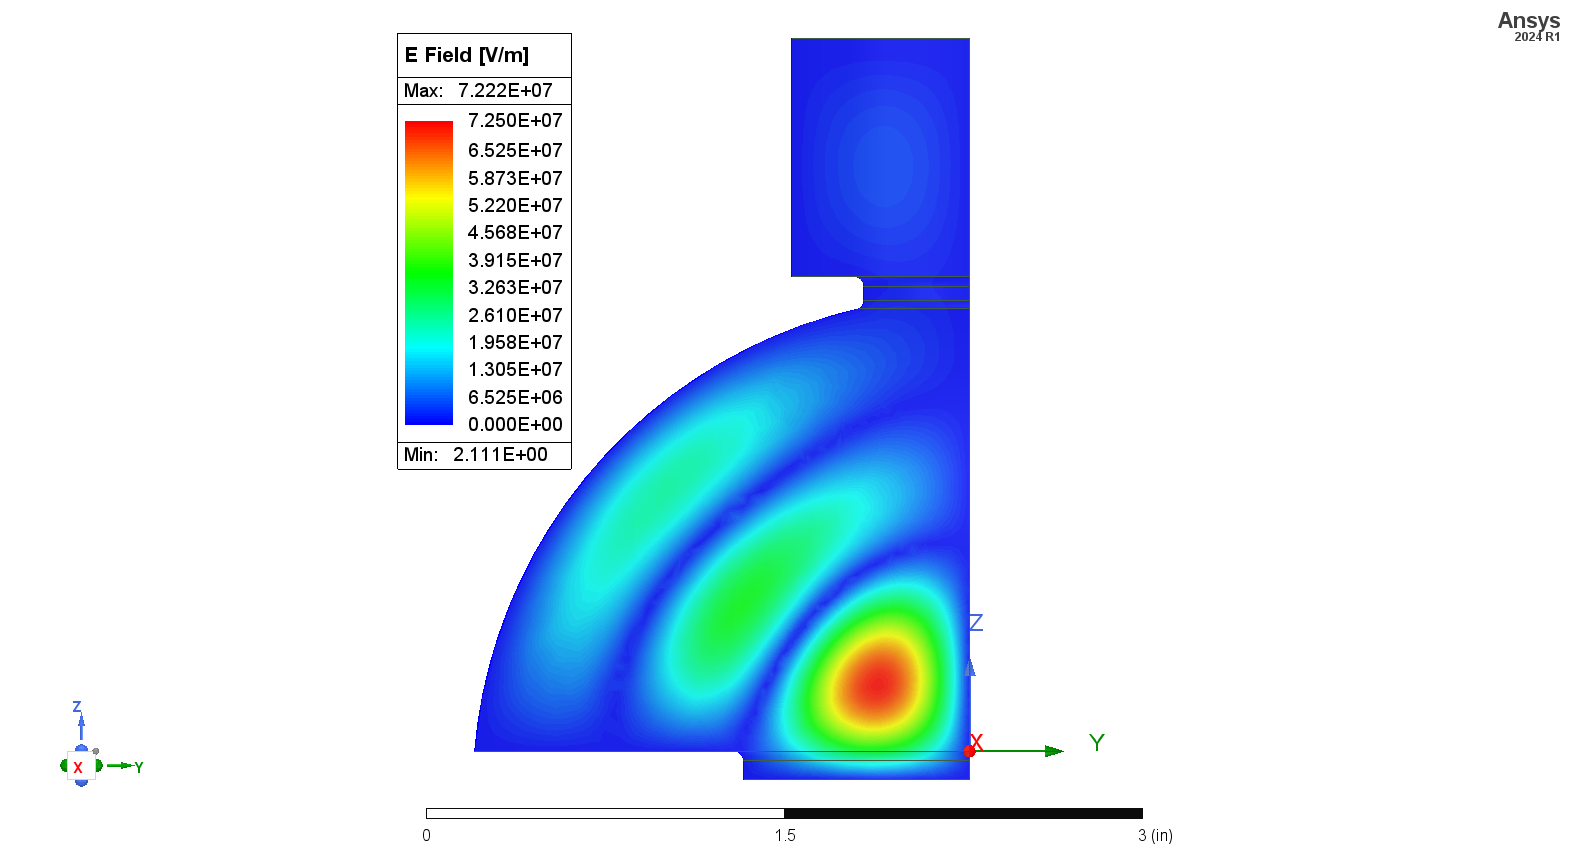 Ansys
2024 R1
E Field [V/m]
Max: 7.222E+07
7.250E+07
6.525E+07
5.873E+07
5.220E+07
4.568E+07
3.915E+07
3.263E+07
2.610E+07
1.958E+07
1.305E+07
6.525E+06
0.000E+00
Min: 2.111E+00
Z
X
Y
Z
X
Y
0 1.5 3 (in)